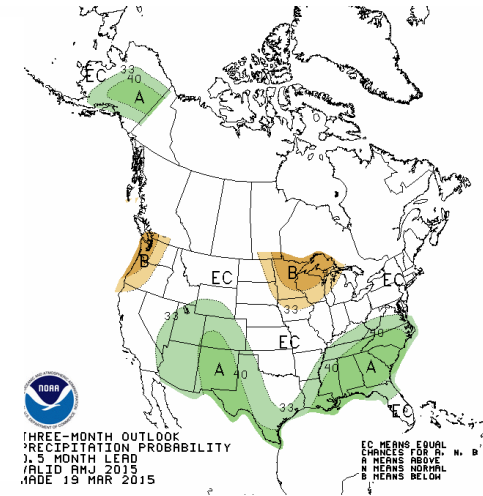 EC
33
40
A
B
EC
B
EC
33
33
EC
40
A
40
40
A
33
EC
NOAA
THREE-MONTH OUTLOOK
PRECIPITATION PROBABILITY
0.5 MONTH LEAD
VALID AMJ 2015
MADE 19 MAR 2015
EC MEANS EQUAL
CHANCES FOR A, N, B
A MEANS ABOVE
N MEANS NORMAL
B MEANS BELOW